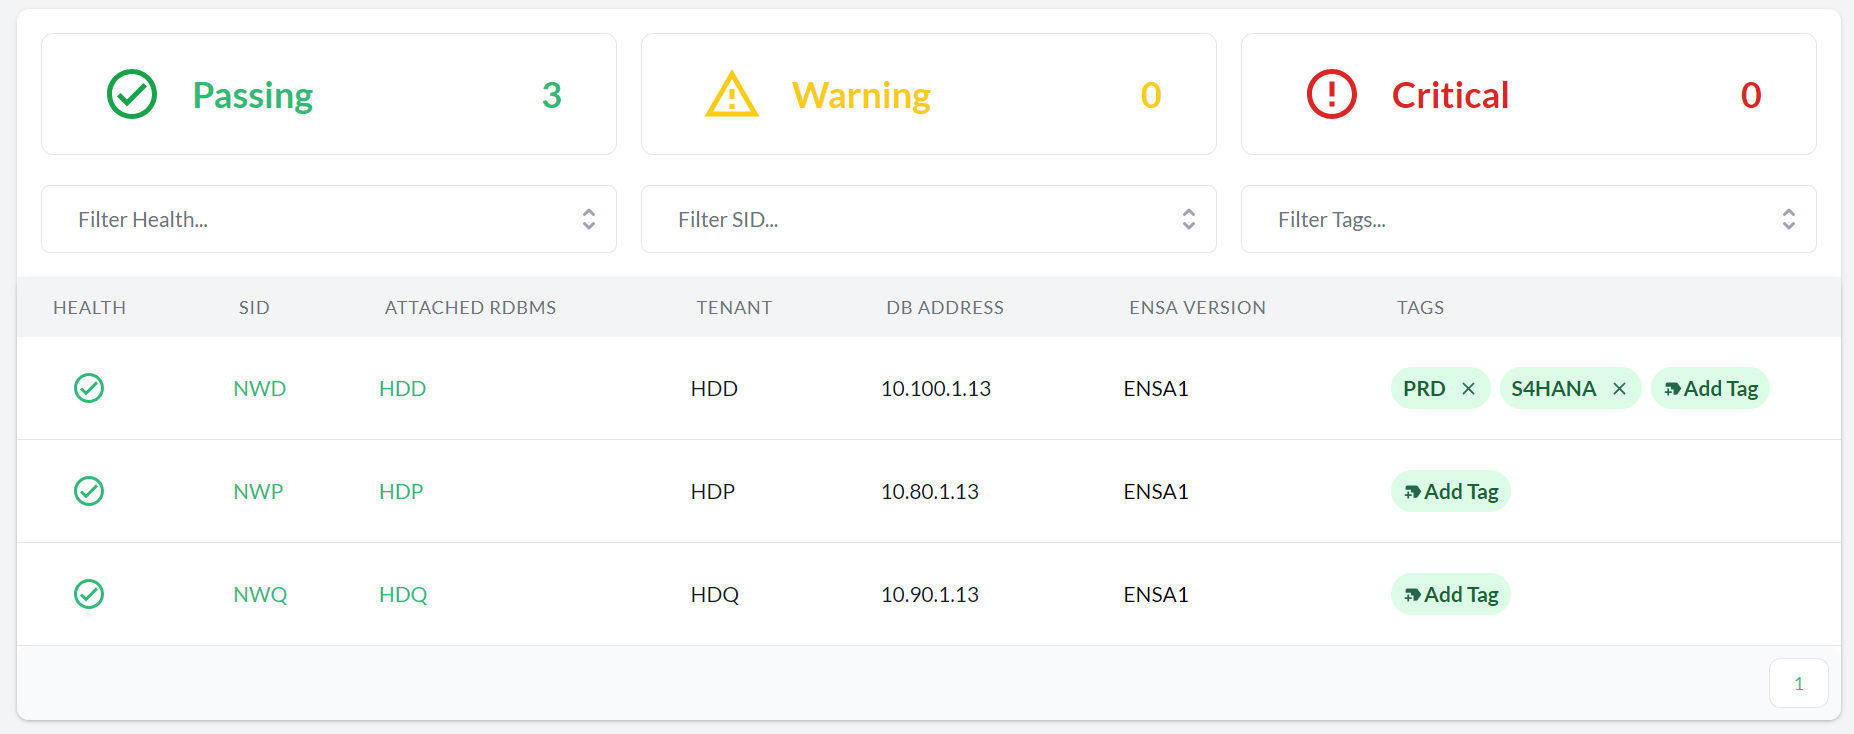 Passing 3 Warning 0 Critical 0
Filter Health... Filter SID... Filter Tags...
HEALTH SID ATTACHED RDBMS TENANT DB ADDRESS ENSA VERSION TAGS
NWD HDD HDD 10.100.1.13 ENSA1 PRD × S4HANA × Add Tag
NWP HDP HDP 10.80.1.13 ENSA1 Add Tag
NWQ HDQ HDQ 10.90.1.13 ENSA1 Add Tag
1